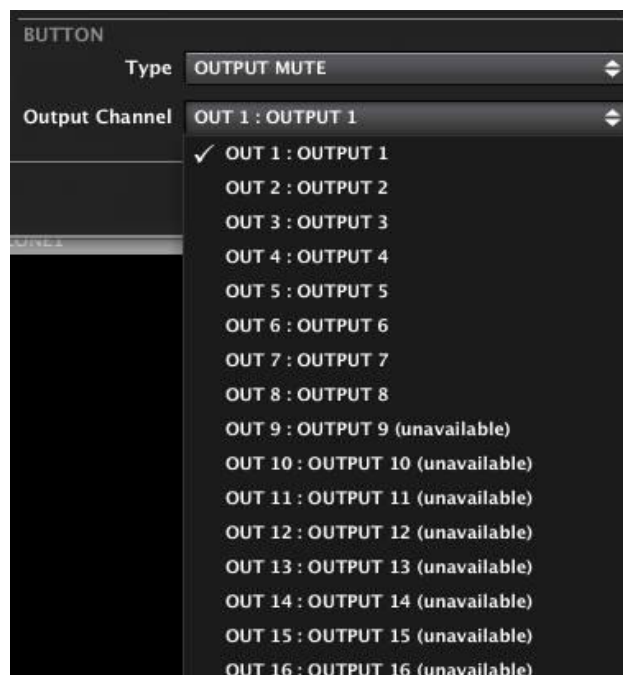 BUTTON
Type OUTPUT MUTE
Output Channel OUT 1 : OUTPUT 1
✓ OUT 1 : OUTPUT 1
OUT 2 : OUTPUT 2
OUT 3 : OUTPUT 3
OUT 4 : OUTPUT 4
OUT 5 : OUTPUT 5
OUT 6 : OUTPUT 6
OUT 7 : OUTPUT 7
OUT 8 : OUTPUT 8
OUT 9 : OUTPUT 9 (unavailable)
OUT 10 : OUTPUT 10 (unavailable)
OUT 11 : OUTPUT 11 (unavailable)
OUT 12 : OUTPUT 12 (unavailable)
OUT 13 : OUTPUT 13 (unavailable)
OUT 14 : OUTPUT 14 (unavailable)
OUT 15 : OUTPUT 15 (unavailable)
OUT 16 : OUTPUT 16 (unavailable)